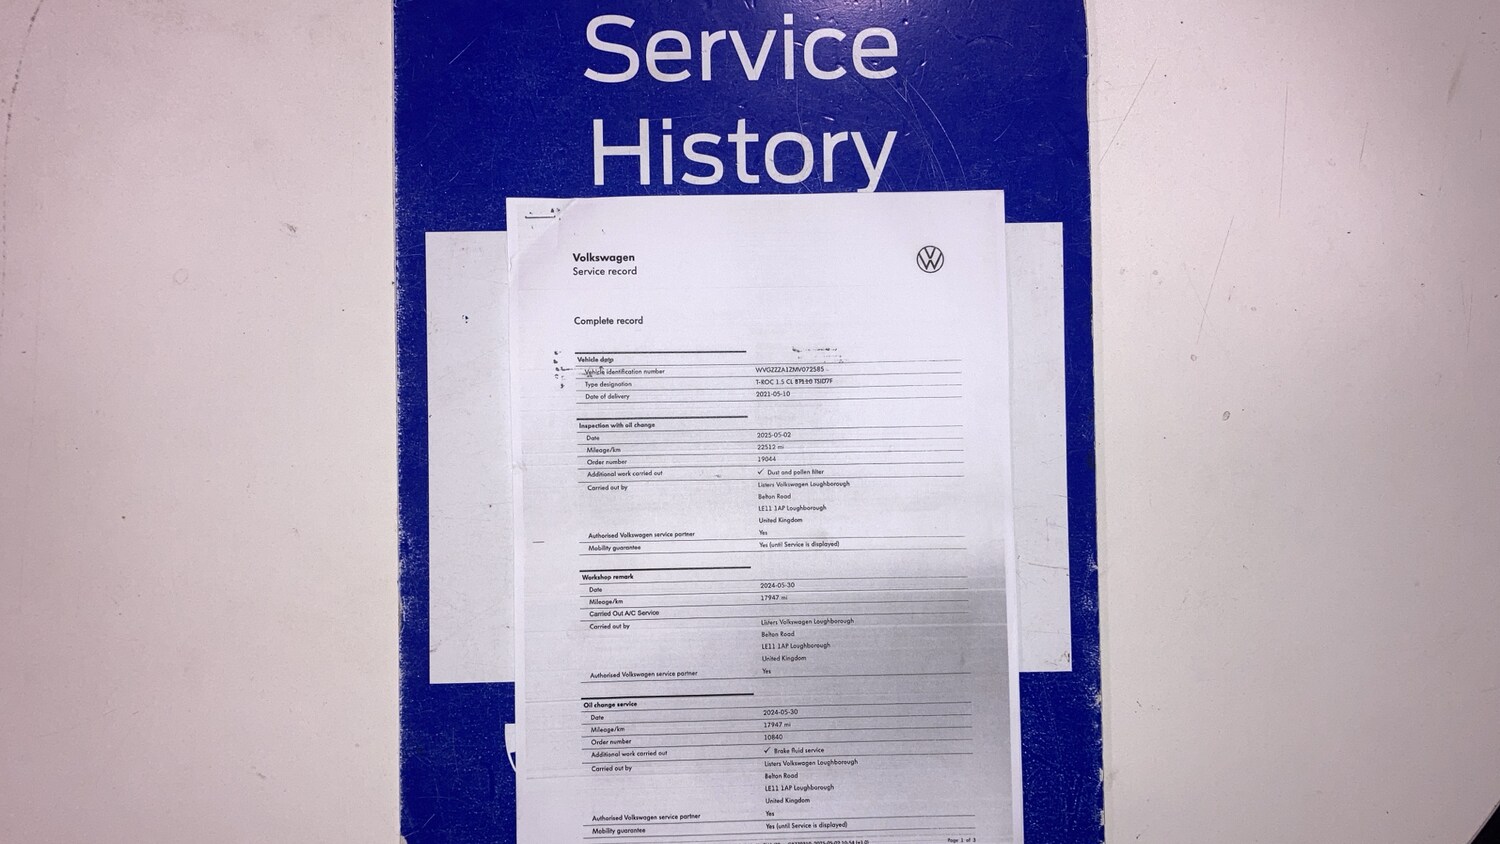 Service
History
Volkswagen
Service record
Complete record
Vehicle data
Vehicle identification number WVGZZZA1ZMV072585
Type designation T-ROC 1.5 CL TSID7F
Date of delivery 2021-05-10
Inspection with oil change
Date 2025-05-02
Mileage/km 22512 mi
Order number 19044
Additional work carried out ✓ Dust and pollen filter
Carried out by Listers Volkswagen Loughborough
Belton Road
LE11 1AP Loughborough
United Kingdom
Authorised Volkswagen service partner Yes
Mobility guarantee Yes (until Service is displayed)
Workshop remark
Date 2024-05-30
Mileage/km 17947 mi
Carried Out A/C Service
Carried out by Listers Volkswagen Loughborough
Belton Road
LE11 1AP Loughborough
United Kingdom
Authorised Volkswagen service partner Yes
Oil change service
Date 2024-05-30
Mileage/km 17947 mi
Order number 10840
Additional work carried out ✓ Brake fluid service
Carried out by Listers Volkswagen Loughborough
Belton Road
LE11 1AP Loughborough
United Kingdom
Authorised Volkswagen service partner Yes
Mobility guarantee Yes (until Service is displayed)
Page 1 of 3